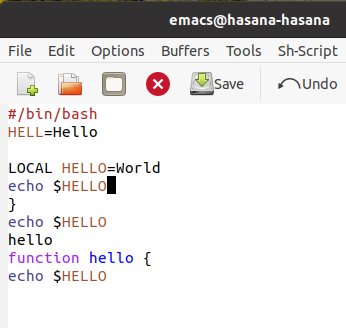 emacs@hasana-hasana
File Edit Options Buffers Tools Sh-Script
Save Undo
#/bin/bash
HELL=Hello
LOCAL HELLO=World
echo $HELLO
}
echo $HELLO
hello
function hello {
echo $HELLO